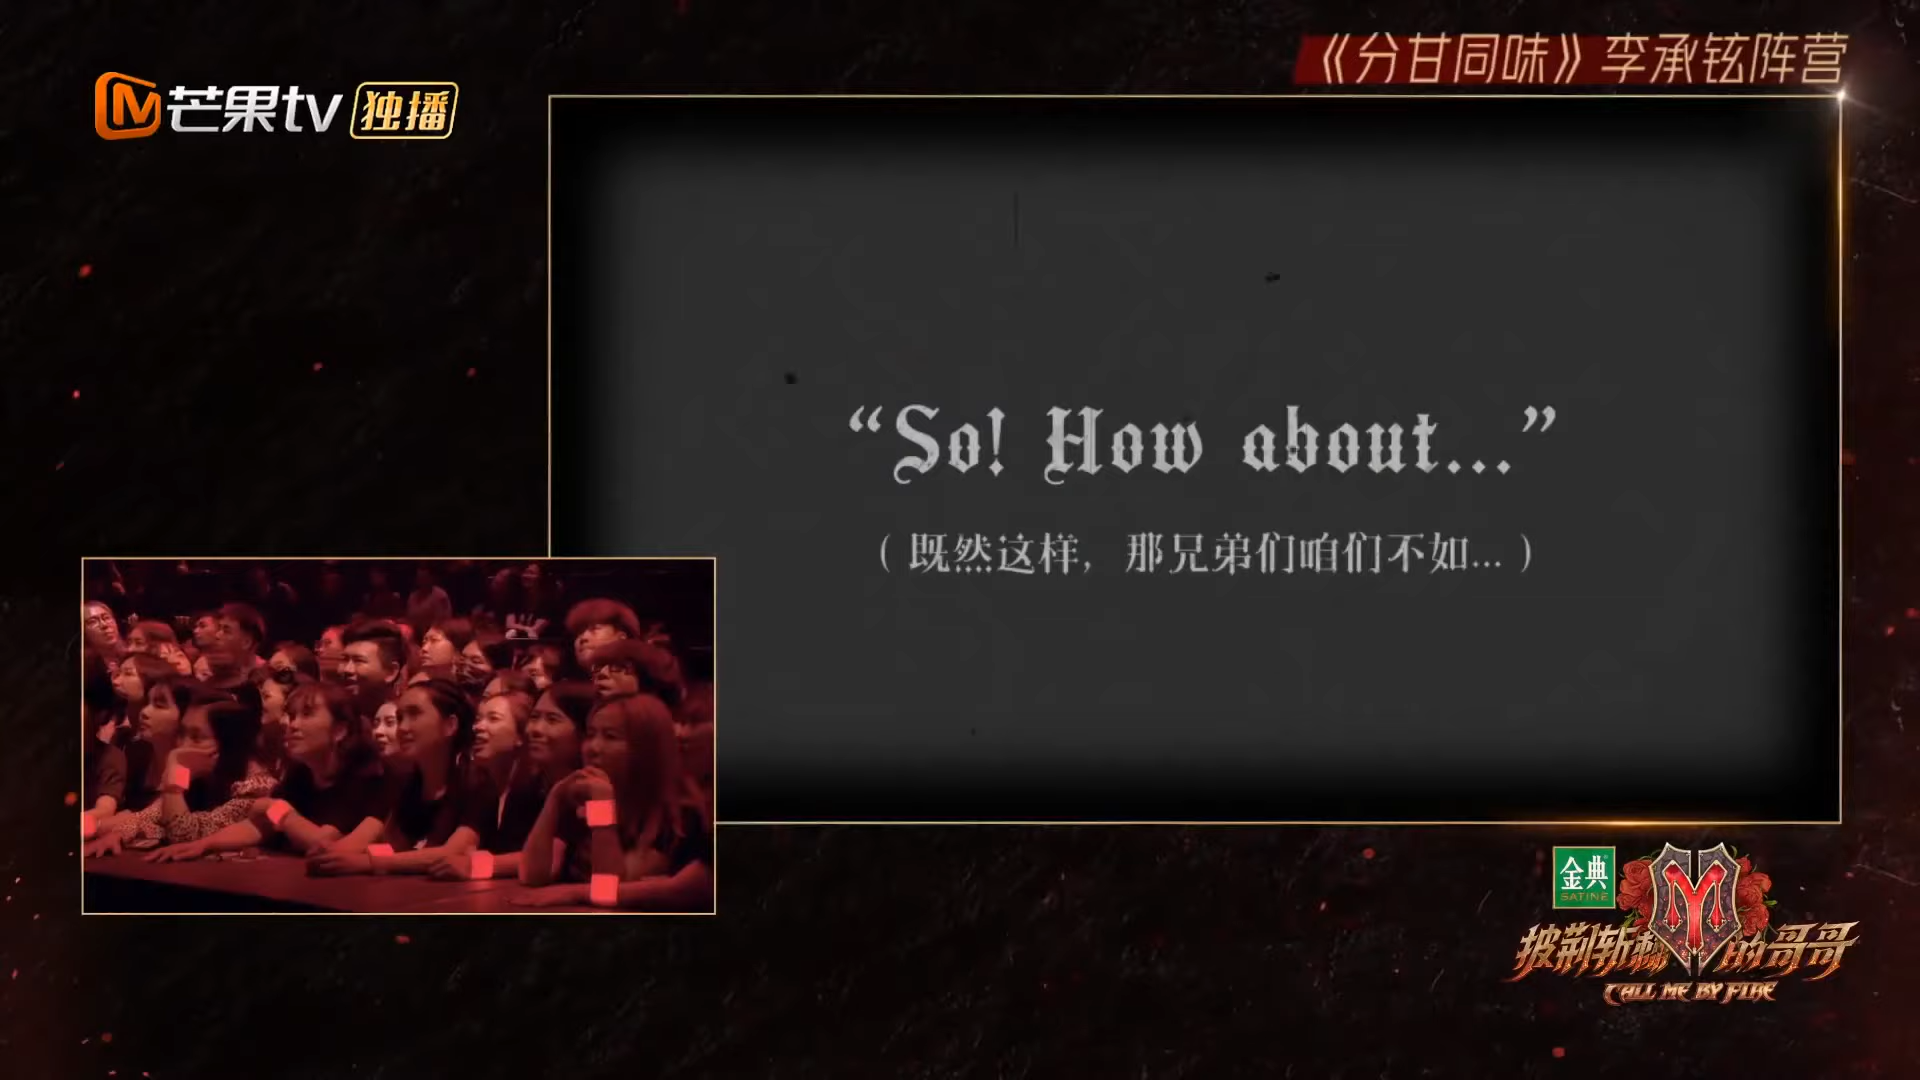 《分甘同味》李承铉阵营
芒果tv 独播
“So! How about...”
（既然这样，那兄弟们咱们不如...）
金典
SATINE
披荆斩棘的哥哥
CALL ME BY FIRE